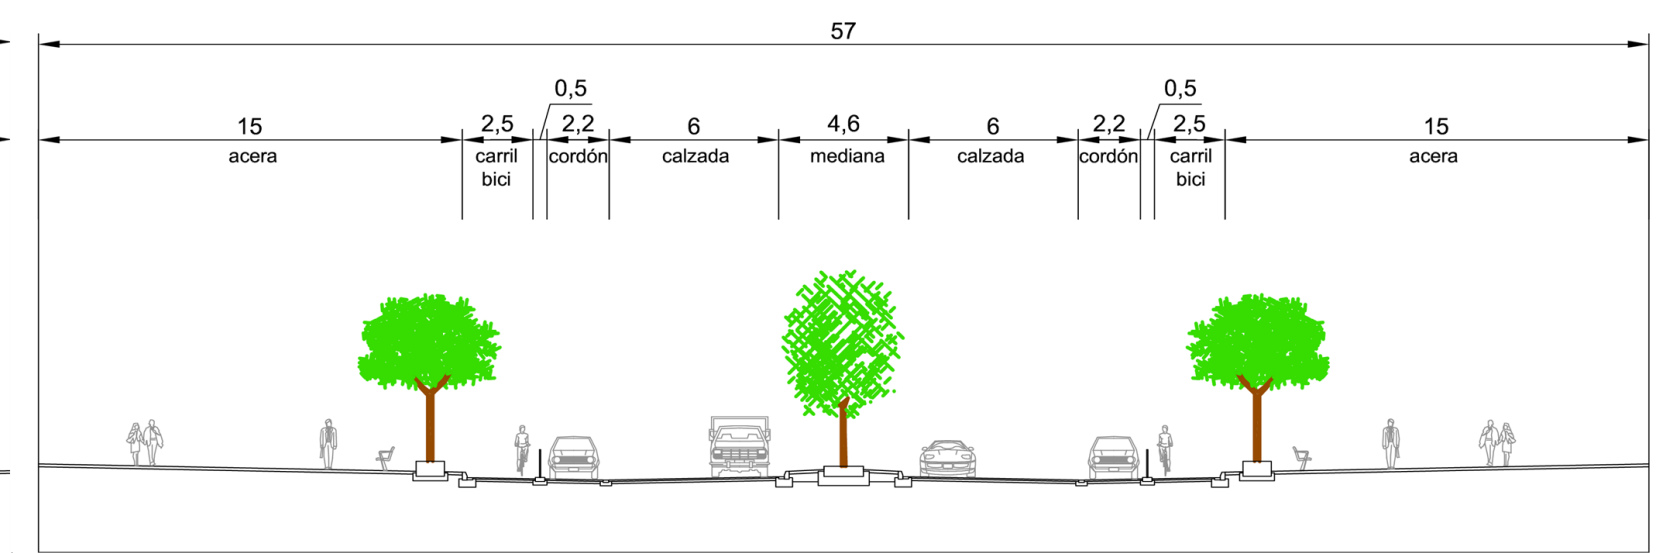 57
0,5
0,5
15
2,5
2,2
6
4,6
6
2,2
2,5
15
acera
carril
bici
cordón
calzada
mediana
calzada
cordón
carril
bici
acera